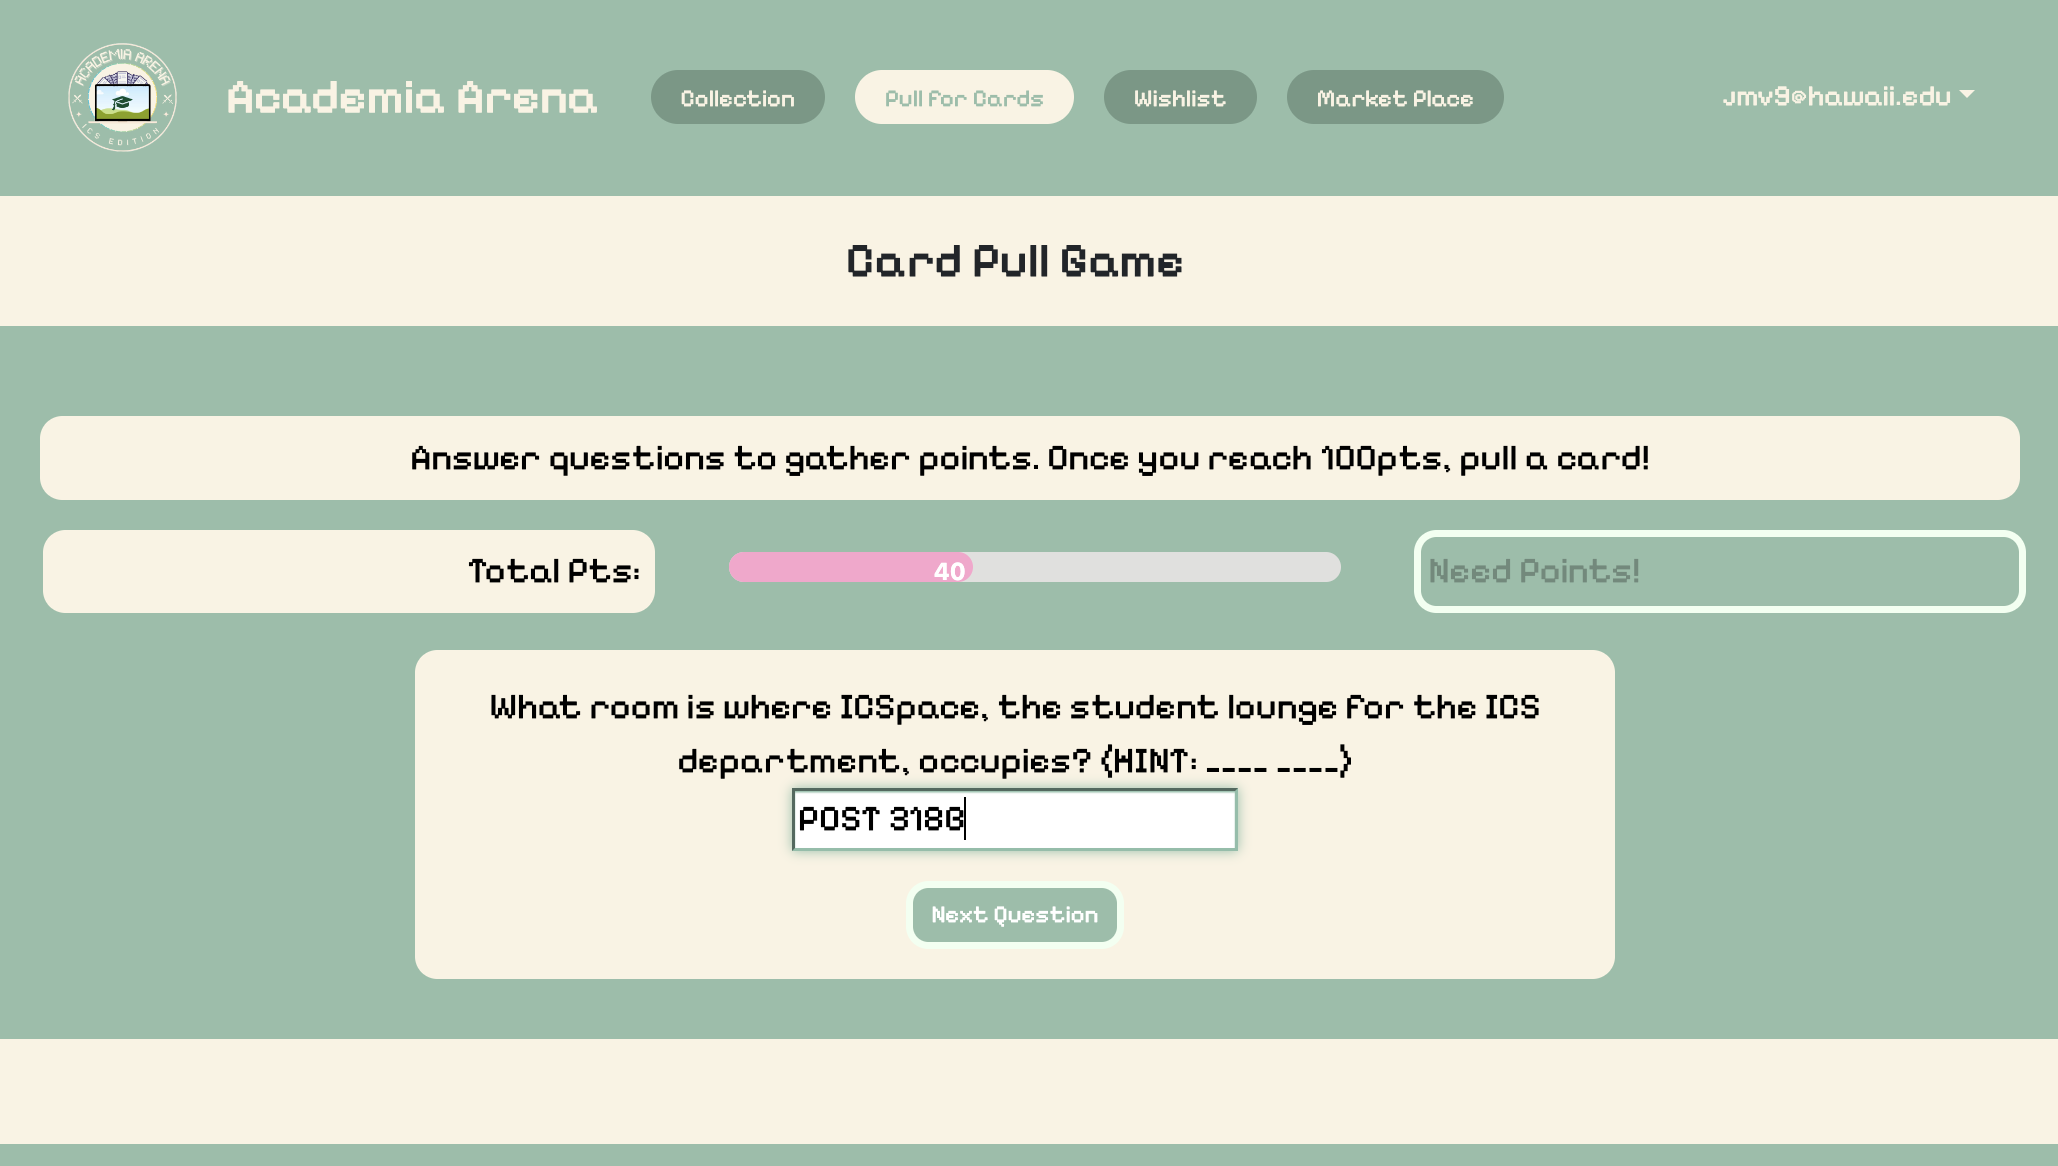 ACADEMIA ARENA
ICS EDITION
Academia Arena
Collection
Pull for Cards
Wishlist
Market Place
jmv9@hawaii.edu
Card Pull Game
Answer questions to gather points. Once you reach 100pts, pull a card!
Total Pts:
40
Need Points!
What room is where ICSpace, the student lounge for the ICS
department, occupies? (HINT: ____ ____)
POST 318B
Next Question